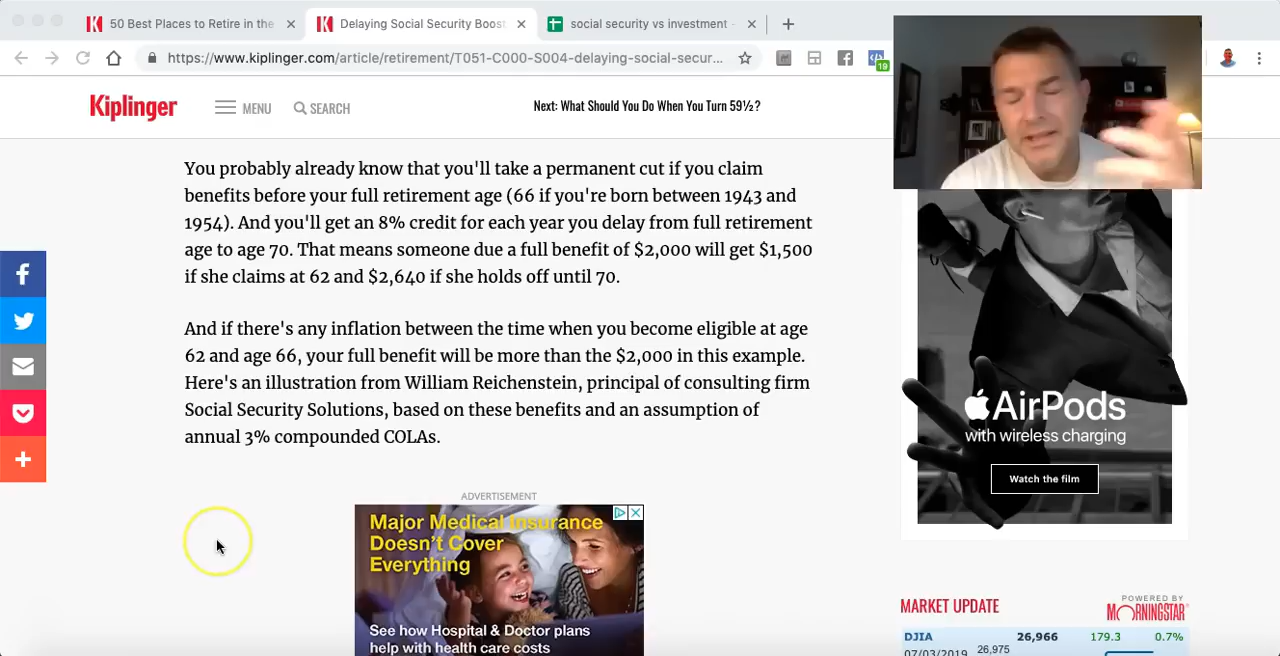 50 Best Places to Retire in the
Delaying Social Security Boost
social security vs investment -
https://www.kiplinger.com/article/retirement/T051-C000-S004-delaying-social-secur...
19
Kiplinger
MENU
SEARCH
Next: What Should You Do When You Turn 59½?
You probably already know that you'll take a permanent cut if you claim
benefits before your full retirement age (66 if you're born between 1943 and
1954). And you'll get an 8% credit for each year you delay from full retirement
age to age 70. That means someone due a full benefit of $2,000 will get $1,500
if she claims at 62 and $2,640 if she holds off until 70.
And if there's any inflation between the time when you become eligible at age
62 and age 66, your full benefit will be more than the $2,000 in this example.
Here's an illustration from William Reichenstein, principal of consulting firm
Social Security Solutions, based on these benefits and an assumption of
annual 3% compounded COLAs.
ADVERTISEMENT
Major Medical Insurance
Doesn't Cover
Everything
See how Hospital & Doctor plans
help with health care costs
AirPods
with wireless charging
Watch the film
MARKET UPDATE
POWERED BY
MORNINGSTAR
DJIA 26,966 179.3 0.7%
07/03/2019 26,975